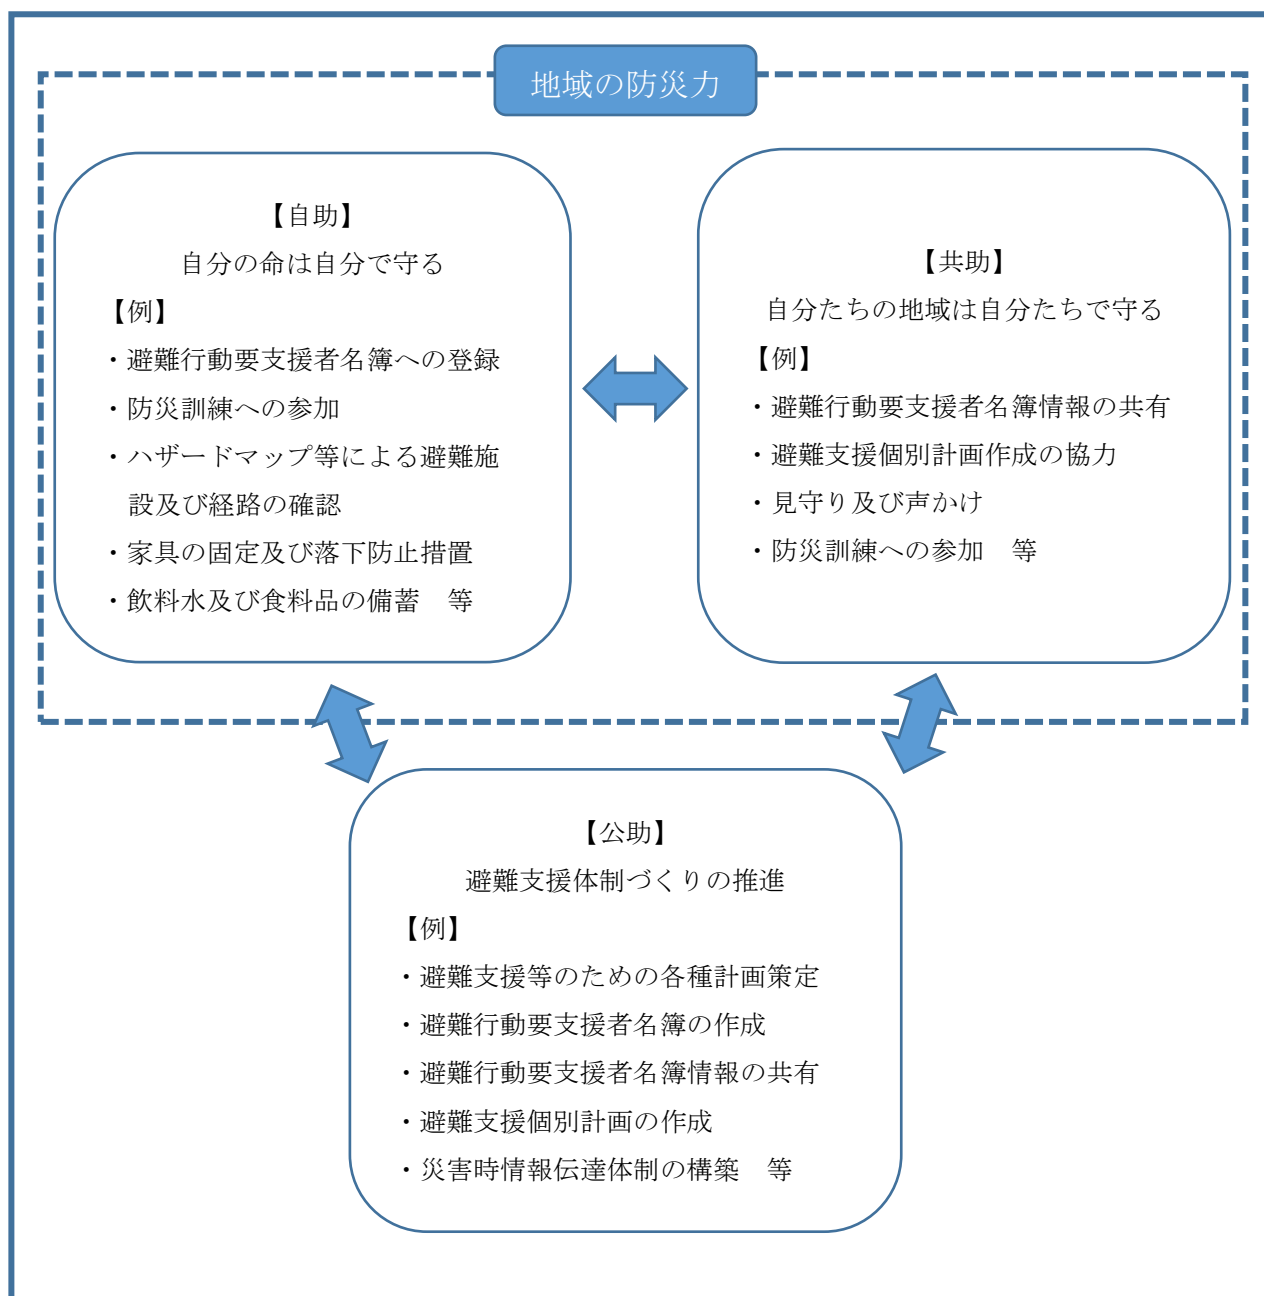 地域の防災力
【自助】
自分の命は自分で守る
【例】
・避難行動要支援者名簿への登録
・防災訓練への参加
・ハザードマップ等による避難施
設及び経路の確認
・家具の固定及び落下防止措置
・飲料水及び食料品の備蓄　等
【共助】
自分たちの地域は自分たちで守る
【例】
・避難行動要支援者名簿情報の共有
・避難支援個別計画作成の協力
・見守り及び声かけ
・防災訓練への参加　等
【公助】
避難支援体制づくりの推進
【例】
・避難支援等のための各種計画策定
・避難行動要支援者名簿の作成
・避難行動要支援者名簿情報の共有
・避難支援個別計画の作成
・災害時情報伝達体制の構築　等